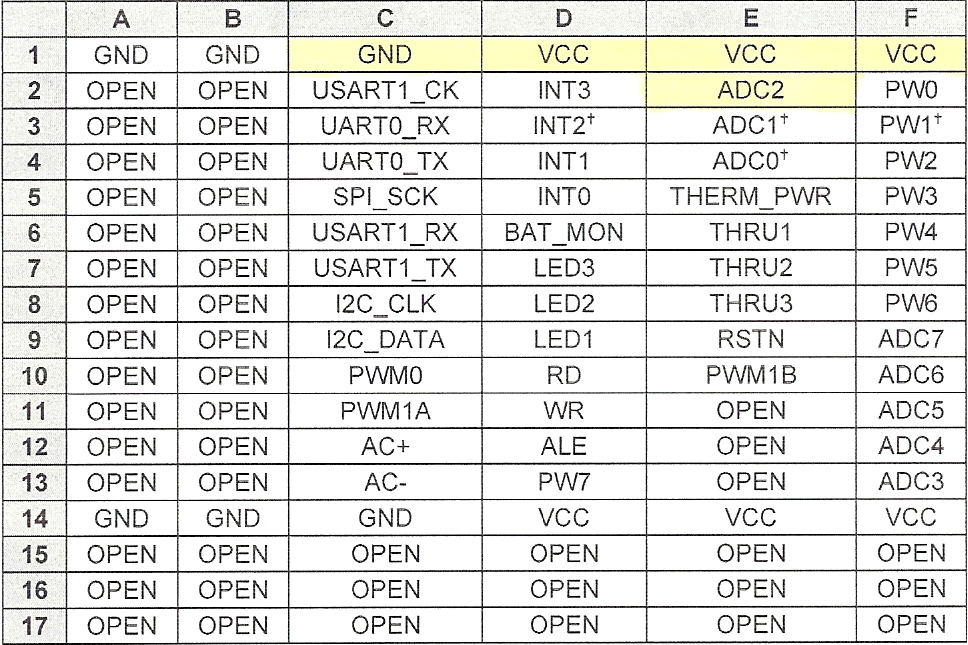 A B C D E F
1 GND GND GND VCC VCC VCC
2 OPEN OPEN USART1_CK INT3 ADC2 PW0
3 OPEN OPEN UART0_RX INT2† ADC1† PW1†
4 OPEN OPEN UART0_TX INT1 ADC0† PW2
5 OPEN OPEN SPI_SCK INT0 THERM_PWR PW3
6 OPEN OPEN USART1_RX BAT_MON THRU1 PW4
7 OPEN OPEN USART1_TX LED3 THRU2 PW5
8 OPEN OPEN I2C_CLK LED2 THRU3 PW6
9 OPEN OPEN I2C_DATA LED1 RSTN ADC7
10 OPEN OPEN PWM0 RD PWM1B ADC6
11 OPEN OPEN PWM1A WR OPEN ADC5
12 OPEN OPEN AC+ ALE OPEN ADC4
13 OPEN OPEN AC- PW7 OPEN ADC3
14 GND GND GND VCC VCC VCC
15 OPEN OPEN OPEN OPEN OPEN OPEN
16 OPEN OPEN OPEN OPEN OPEN OPEN
17 OPEN OPEN OPEN OPEN OPEN OPEN